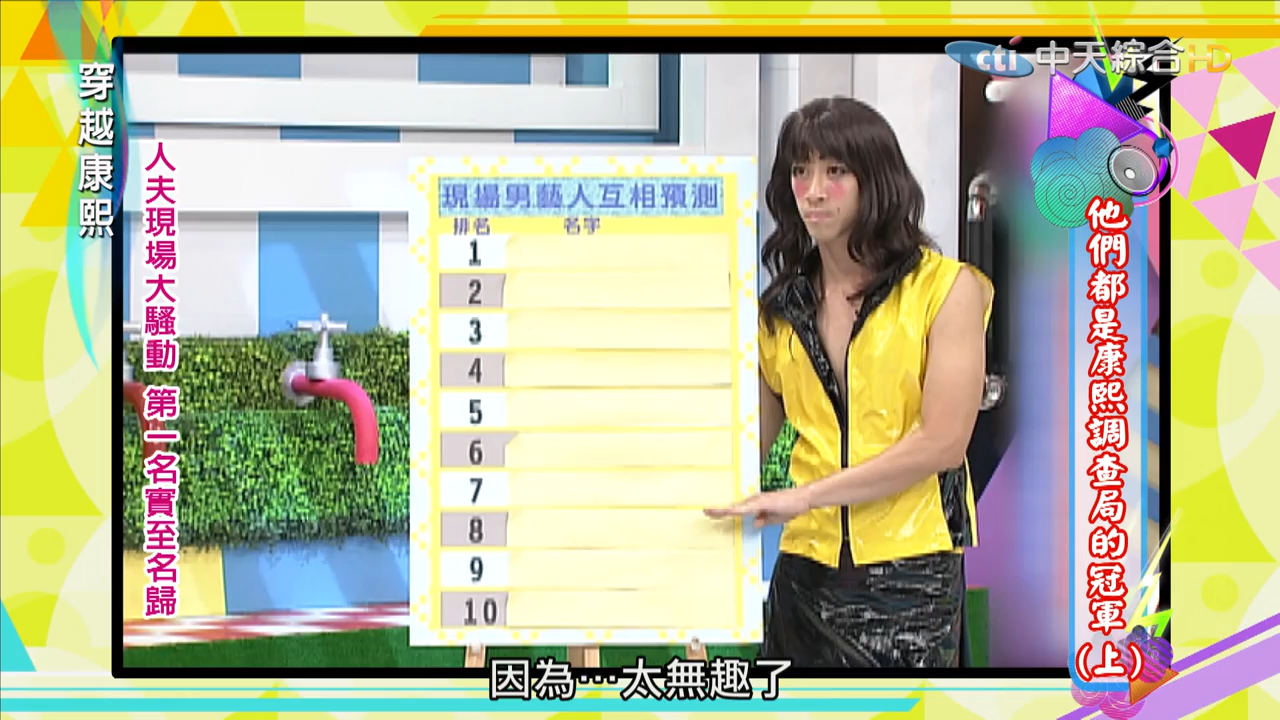 穿越康熙
人夫現場大騷動 第一名實至名歸
cti 中天綜合HD
現場男藝人互相預測
排名 名字
1
2
3
4
5
6
7
8
9
10
他們都是康熙調查局的冠軍(上)
因為…太無趣了